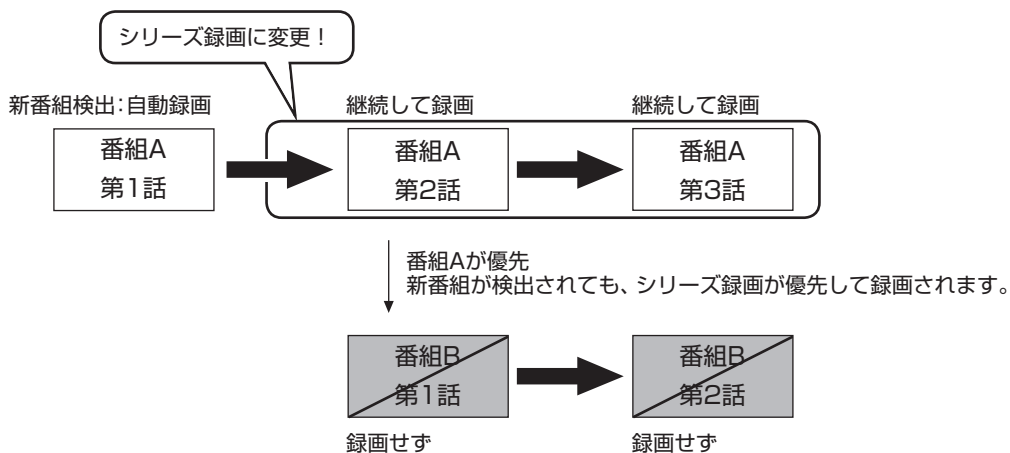 シリーズ録画に変更！
新番組検出：自動録画
継続して録画
継続して録画
番組A
第1話
番組A
第2話
番組A
第3話
番組Aが優先
新番組が検出されても、シリーズ録画が優先して録画されます。
番組B
第1話
番組B
第2話
録画せず
録画せず